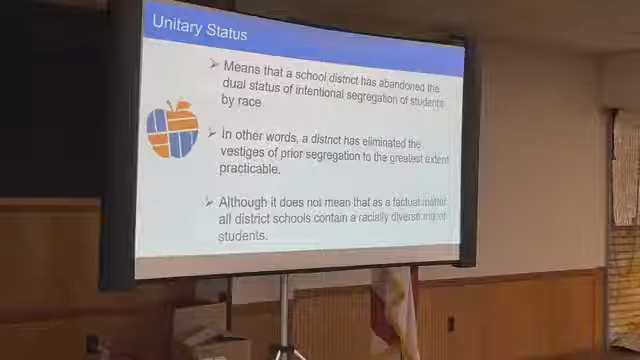 Unitary Status
➢ Means that a school district has abandoned the
dual status of intentional segregation of students
by race
➢ In other words, a district has eliminated the
vestiges of prior segregation to the greatest extent
practicable.
➢ Although it does not mean that as a factual matter
all district schools contain a racially diverse of
students.